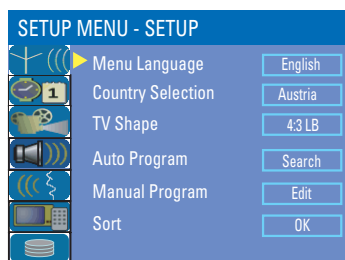 SETUP MENU - SETUP
Menu Language English
Country Selection Austria
TV Shape 4:3 LB
1
Auto Program Search
Manual Program Edit
Sort OK